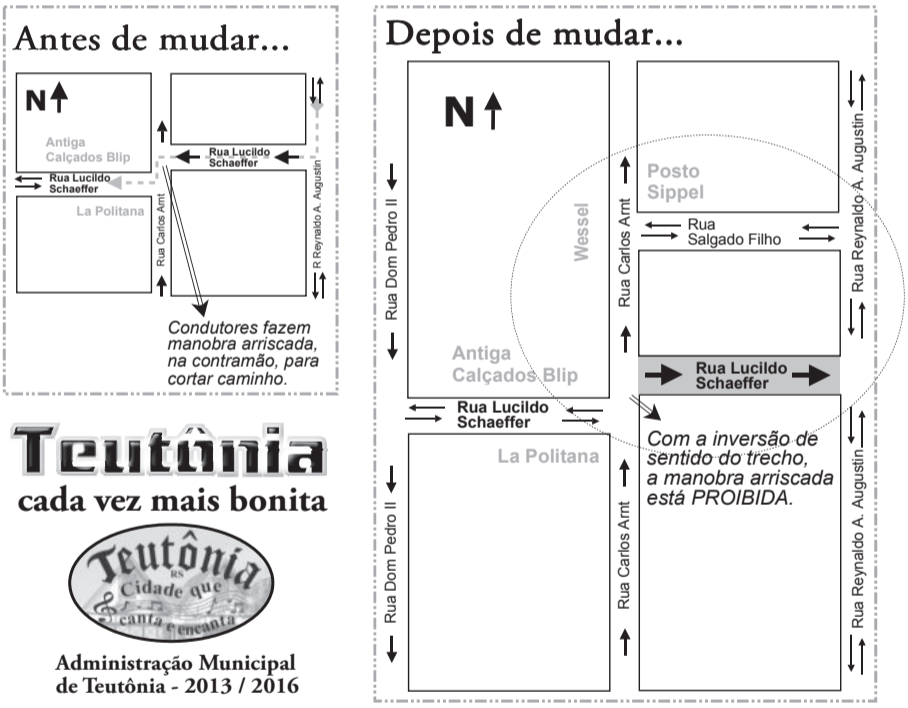 Antes de mudar...
N
Antiga
Calçados Blip
Rua Lucildo
Schaeffer
Rua Lucildo
Schaeffer
La Politana
Rua Carlos Arnt
R Reynaldo A. Augustin
Condutores fazem
manobra arriscada,
na contramão, para
cortar caminho.
Teutônia
cada vez mais bonita
Teutônia
RS
Cidade que
canta e encanta
Administração Municipal
de Teutônia - 2013 / 2016
Depois de mudar...
N
Rua Dom Pedro II
Wessel
Rua Carlos Arnt
Posto
Sippel
Rua
Salgado Filho
Rua Reynaldo A. Augustin
Antiga
Calçados Blip
Rua Lucildo
Schaeffer
Rua Lucildo
Schaeffer
La Politana
Com a inversão de
sentido do trecho,
a manobra arriscada
está PROIBIDA.
Rua Dom Pedro II
Rua Carlos Arnt
Rua Reynaldo A. Augustin